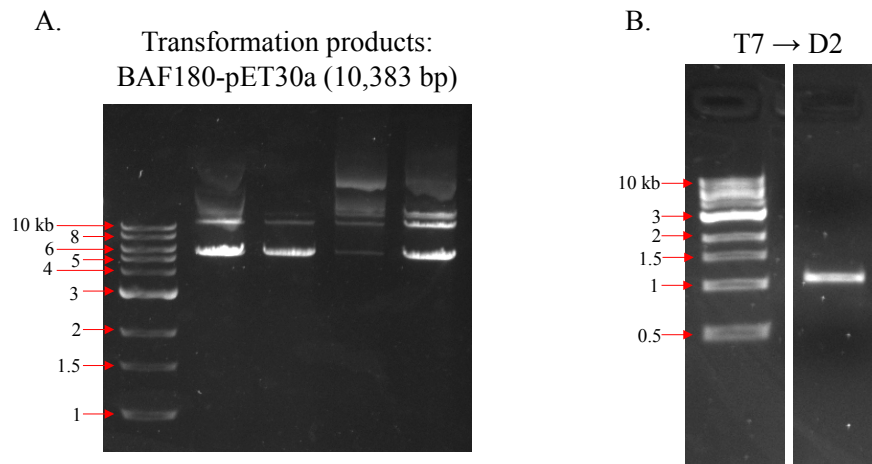 A.
Transformation products:
BAF180-pET30a (10,383 bp)
10 kb
8
6
5
4
3
2
1.5
1
B.
T7 → D2
10 kb
3
2
1.5
1
0.5